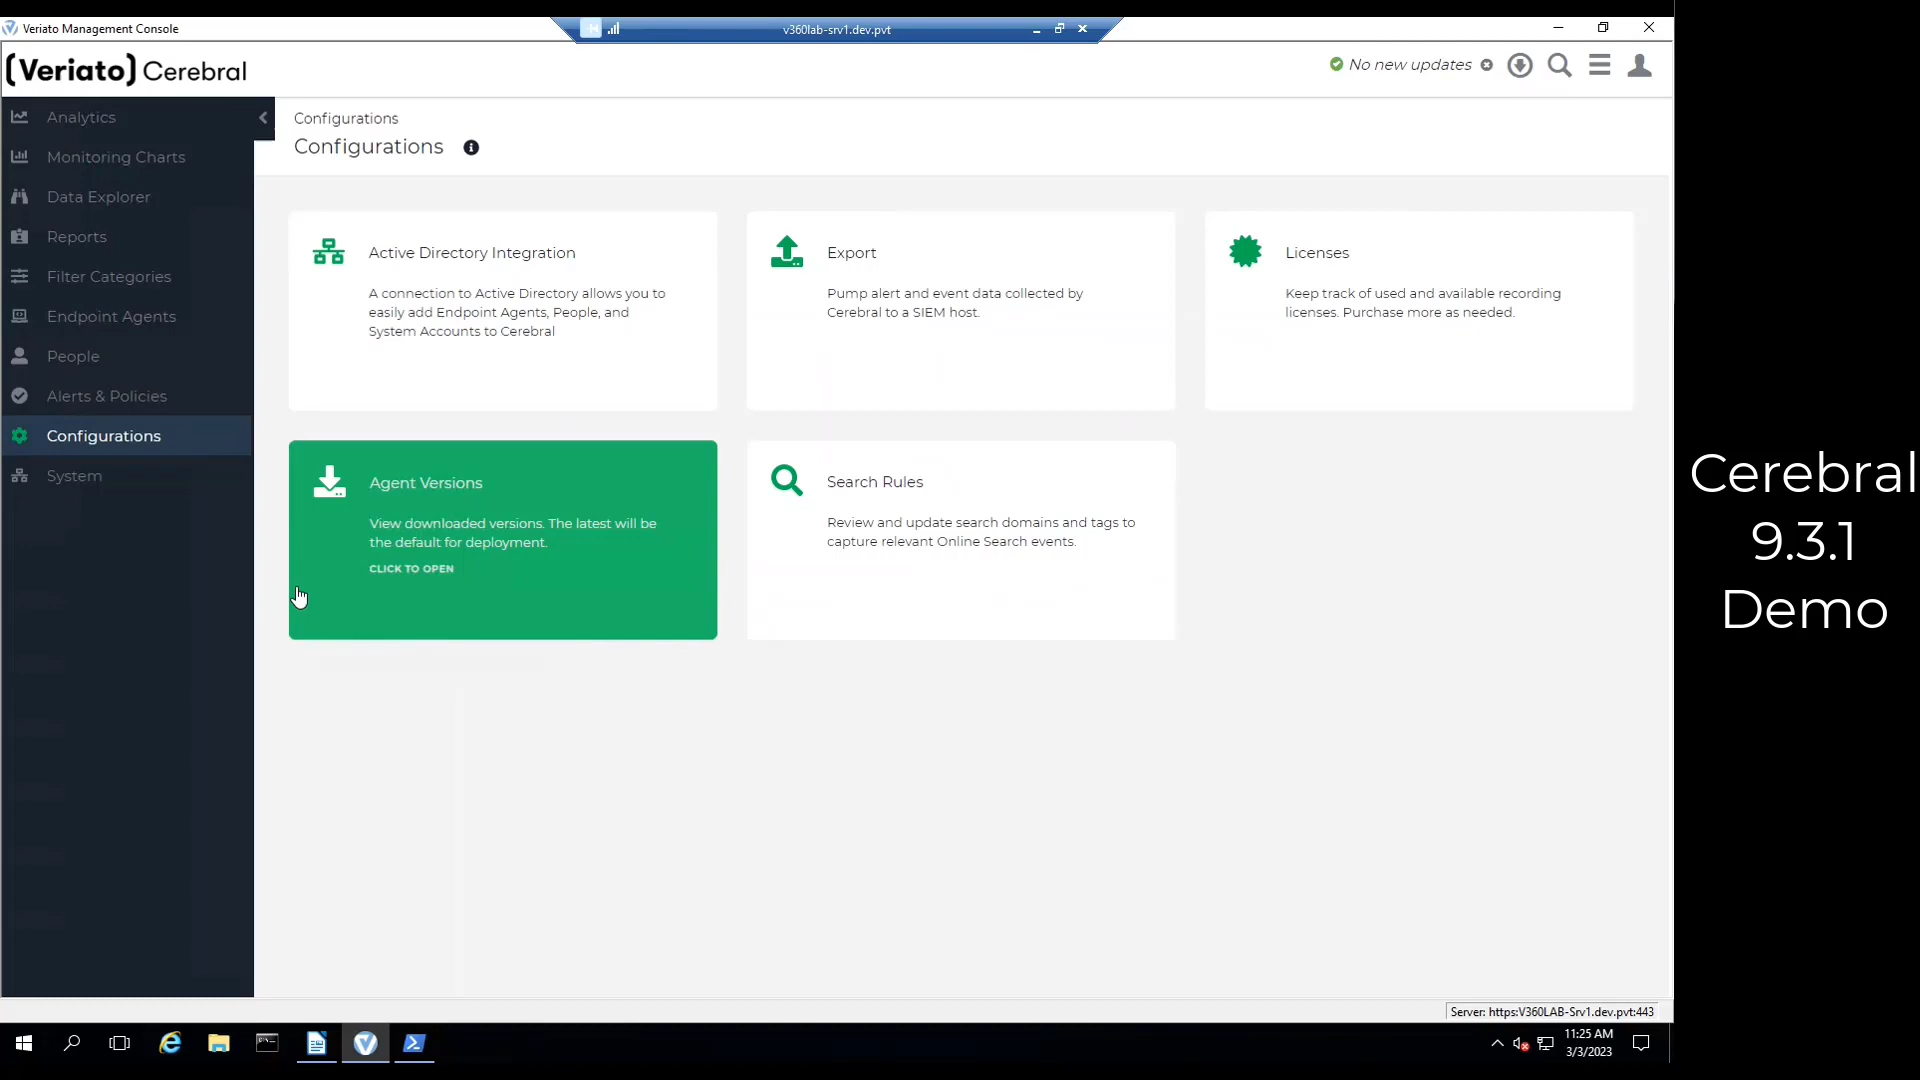 Veriato Management Console
v360lab-srv1.dev.pvt
(Veriato) Cerebral
No new updates
Analytics
Monitoring Charts
Data Explorer
Reports
Filter Categories
Endpoint Agents
People
Alerts & Policies
Configurations
System
Configurations
Configurations
Active Directory Integration
A connection to Active Directory allows you to
easily add Endpoint Agents, People, and
System Accounts to Cerebral
Export
Pump alert and event data collected by
Cerebral to a SIEM host.
Licenses
Keep track of used and available recording
licenses. Purchase more as needed.
Agent Versions
View downloaded versions. The latest will be
the default for deployment.
CLICK TO OPEN
Search Rules
Review and update search domains and tags to
capture relevant Online Search events.
Cerebral
9.3.1
Demo
Server: https:V360LAB-Srv1.dev.pvt:443
11:25 AM
3/3/2023